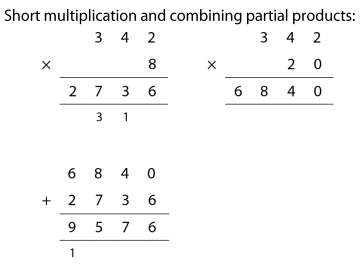 Short multiplication and combining partial products:
3 4 2
× 8
2 7 3 6
3 1
3 4 2
× 2 0
6 8 4 0
6 8 4 0
+ 2 7 3 6
9 5 7 6
1